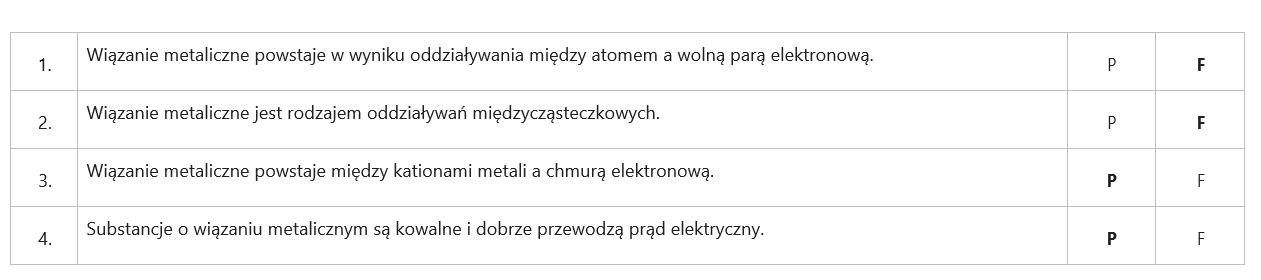 1. Wiązanie metaliczne powstaje w wyniku oddziaływania między atomem a wolną parą elektronową. P F
2. Wiązanie metaliczne jest rodzajem oddziaływań międzycząsteczkowych. P F
3. Wiązanie metaliczne powstaje między kationami metali a chmurą elektronową. P F
4. Substancje o wiązaniu metalicznym są kowalne i dobrze przewodzą prąd elektryczny. P F